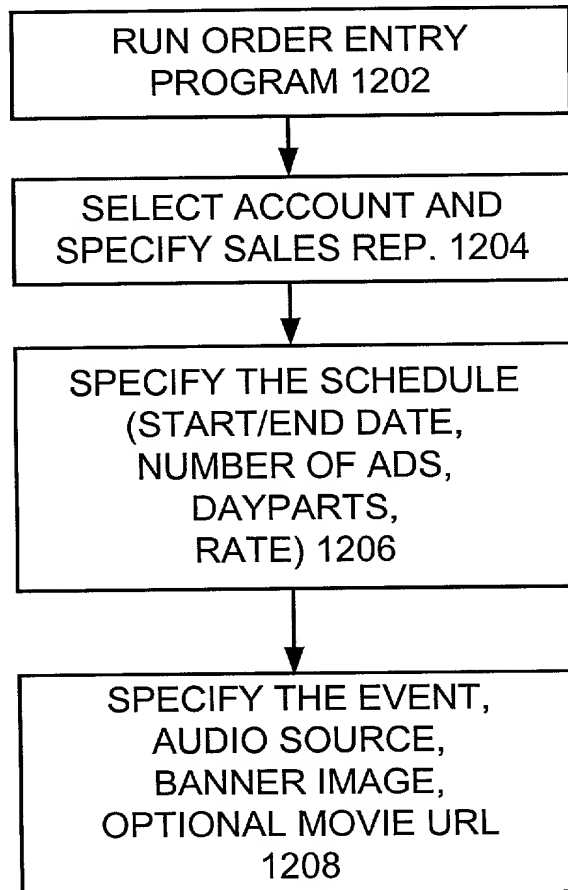 RUN ORDER ENTRY
PROGRAM 1202
SELECT ACCOUNT AND
SPECIFY SALES REP. 1204
SPECIFY THE SCHEDULE
(START/END DATE,
NUMBER OF ADS,
DAYPARTS,
RATE) 1206
SPECIFY THE EVENT,
AUDIO SOURCE,
BANNER IMAGE,
OPTIONAL MOVIE URL
1208